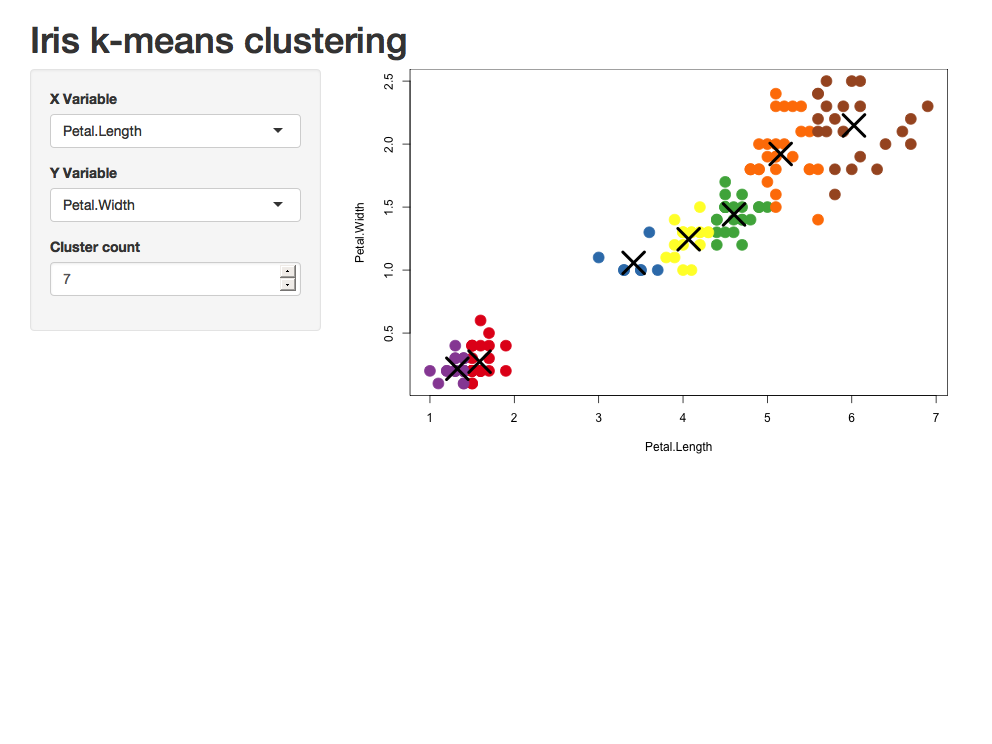 Iris k-means clustering
X Variable
Petal.Length
Y Variable
Petal.Width
Cluster count
7
Petal.Width
2.5
2.0
1.5
1.0
0.5
1 2 3 4 5 6 7
Petal.Length